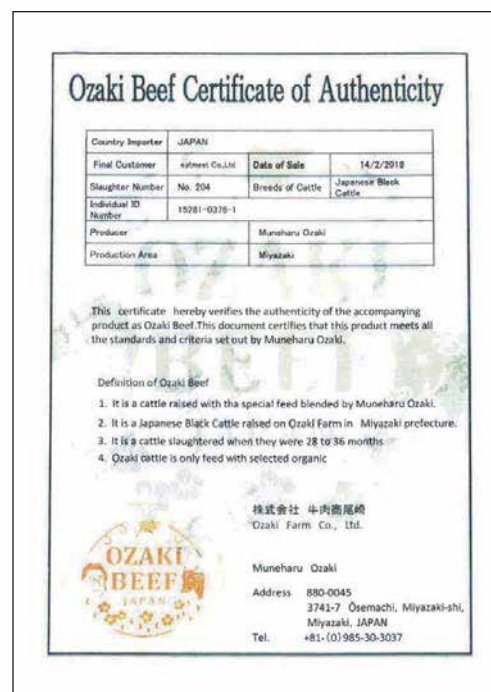 Ozaki Beef Certificate of Authenticity
Country Importer JAPAN
Final Customer eatmeet Co.,Ltd Date of Sale 14/2/2018
Slaughter Number No. 204 Breeds of Cattle Japanese Black Cattle
Individual ID Number 15281-0376-1
Producer Muneharu Ozaki
Production Area Miyazaki
OZAKI
BEEF
This certificate hereby verifies the authenticity of the accompanying
product as Ozaki Beef.This document certifies that this product meets all
the standards and criteria set out by Muneharu Ozaki.
Definition of Ozaki Beef
1. It is a cattle raised with tha special feed blended by Muneharu Ozaki.
2. It is a Japanese Black Cattle raised on Ozaki Farm in Miyazaki prefecture.
3. It is a cattle slaughtered when they were 28 to 36 months
4. Ozaki cattle is only feed with selected organic
株式会社 牛肉商尾崎
Ozaki Farm Co., Ltd.
OZAKI
BEEF
JAPAN
Muneharu Ozaki
Address 880-0045
3741-7 Ōsemachi, Miyazaki-shi,
Miyazaki, JAPAN
Tel. +81-(0)985-30-3037